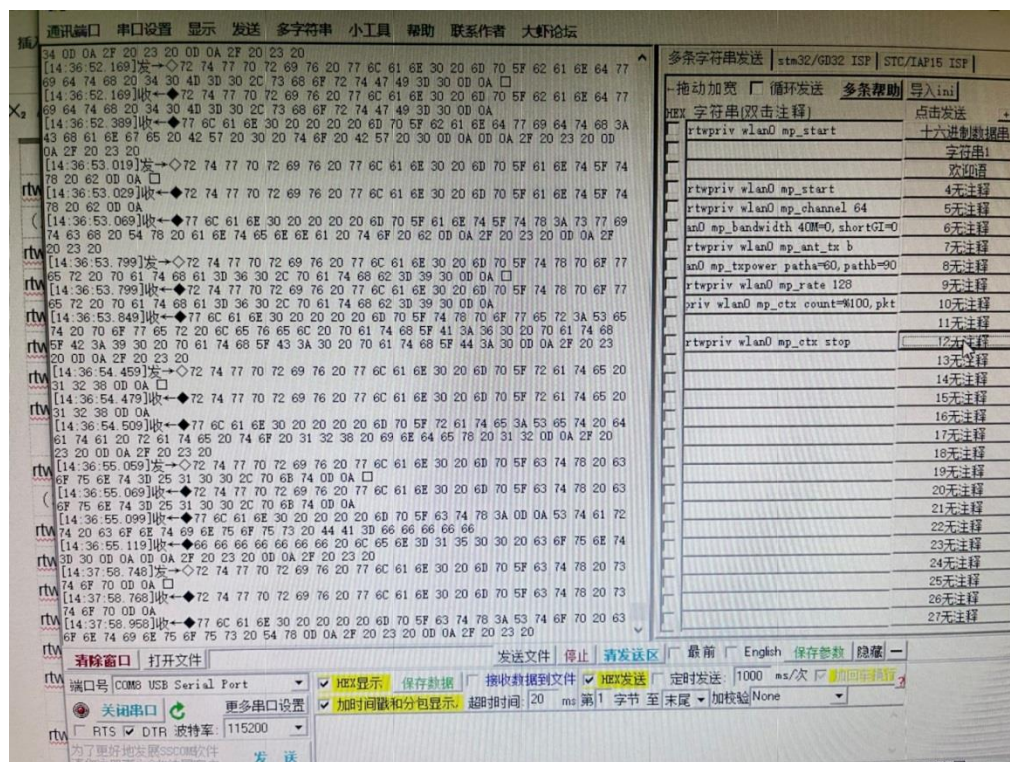 通讯端口 串口设置 显示 发送 多字符串 小工具 帮助 联系作者 大虾论坛
34 0D 0A 2F 20 23 20 0D 0A 2F 20 23 20
[14:36:52.169]发→◇72 74 77 70 72 69 76 20 77 6C 61 6E 30 20 6D 70 5F 62 61 6E 64 77
69 64 74 68 20 34 30 4D 3D 30 2C 73 68 6F 72 74 47 49 3D 30 0D 0A □
[14:36:52.169]收←◆72 74 77 70 72 69 76 20 77 6C 61 6E 30 20 6D 70 5F 62 61 6E 64 77
69 64 74 68 20 34 30 4D 3D 30 2C 73 68 6F 72 74 47 49 3D 30 0D 0A
[14:36:52.389]收←◆77 6C 61 6E 30 20 20 20 20 6D 70 5F 62 61 6E 64 77 69 64 74 68 3A
43 68 61 6E 67 65 20 42 57 20 30 20 74 6F 20 42 57 20 30 0D 0A 0D 0A 2F 20 23 20 0D
0A 2F 20 23 20
[14:36:53.019]发→◇72 74 77 70 72 69 76 20 77 6C 61 6E 30 20 6D 70 5F 61 6E 74 5F 74
78 20 62 0D 0A □
[14:36:53.029]收←◆72 74 77 70 72 69 76 20 77 6C 61 6E 30 20 6D 70 5F 61 6E 74 5F 74
78 20 62 0D 0A
[14:36:53.069]收←◆77 6C 61 6E 30 20 20 20 20 6D 70 5F 61 6E 74 5F 74 78 3A 73 77 69
74 63 68 20 54 78 20 61 6E 74 65 6E 6E 61 20 74 6F 20 62 0D 0A 2F 20 23 20 0D 0A 2F
20 23 20
[14:36:53.799]发→◇72 74 77 70 72 69 76 20 77 6C 61 6E 30 20 6D 70 5F 74 78 70 6F 77
65 72 20 70 61 74 68 61 3D 36 30 2C 70 61 74 68 62 3D 39 30 0D 0A □
[14:36:53.799]收←◆72 74 77 70 72 69 76 20 77 6C 61 6E 30 20 6D 70 5F 74 78 70 6F 77
65 72 20 70 61 74 68 61 3D 36 30 2C 70 61 74 68 62 3D 39 30 0D 0A
[14:36:53.849]收←◆77 6C 61 6E 30 20 20 20 20 6D 70 5F 74 78 70 6F 77 65 72 3A 53 65
74 20 70 6F 77 65 72 20 6C 65 76 65 6C 20 70 61 74 68 5F 41 3A 36 30 20 70 61 74 68
5F 42 3A 39 30 20 70 61 74 68 5F 43 3A 30 20 70 61 74 68 5F 44 3A 30 0D 0A 2F 20 23
20 0D 0A 2F 20 23 20
[14:36:54.459]发→◇72 74 77 70 72 69 76 20 77 6C 61 6E 30 20 6D 70 5F 72 61 74 65 20
31 32 38 0D 0A □
[14:36:54.479]收←◆72 74 77 70 72 69 76 20 77 6C 61 6E 30 20 6D 70 5F 72 61 74 65 20
31 32 38 0D 0A
[14:36:54.509]收←◆77 6C 61 6E 30 20 20 20 20 6D 70 5F 72 61 74 65 3A 53 65 74 20 64
61 74 61 20 72 61 74 65 20 74 6F 20 31 32 38 20 69 6E 64 65 78 20 31 32 0D 0A 2F 20
23 20 0D 0A 2F 20 23 20
[14:36:55.059]发→◇72 74 77 70 72 69 76 20 77 6C 61 6E 30 20 6D 70 5F 63 74 78 20 63
6F 75 6E 74 3D 25 31 30 30 2C 70 6B 74 0D 0A □
[14:36:55.069]收←◆72 74 77 70 72 69 76 20 77 6C 61 6E 30 20 6D 70 5F 63 74 78 20 63
6F 75 6E 74 3D 25 31 30 30 2C 70 6B 74 0D 0A
[14:36:55.099]收←◆77 6C 61 6E 30 20 20 20 20 6D 70 5F 63 74 78 3A 0D 0A 53 74 61 72
74 20 63 6F 6E 74 69 6E 75 6F 75 73 20 44 41 3D 66 66 66 66 66
[14:36:55.119]收←◆66 66 66 66 66 66 66 20 6C 65 6E 3D 31 35 30 30 20 63 6F 75 6E 74
3D 30 0D 0A 0D 0A 2F 20 23 20 0D 0A 2F 20 23 20
[14:37:58.748]发→◇72 74 77 70 72 69 76 20 77 6C 61 6E 30 20 6D 70 5F 63 74 78 20 73
74 6F 70 0D 0A □
[14:37:58.768]收←◆72 74 77 70 72 69 76 20 77 6C 61 6E 30 20 6D 70 5F 63 74 78 20 73
74 6F 70 0D 0A
[14:37:58.958]收←◆77 6C 61 6E 30 20 20 20 20 6D 70 5F 63 74 78 3A 53 74 6F 70 20 63
6F 6E 74 69 6E 75 6F 75 73 20 54 78 0D 0A 2F 20 23 20 0D 0A 2F 20 23 20
多条字符串发送 stm32/GD32 ISP STC/IAP15 ISP
拖动加宽 循环发送 多条帮助 导入ini
HEX 字符串(双击注释) 点击发送
rtwpriv wlan0 mp_start 十六进制数据串
字符串1
欢迎语
rtwpriv wlan0 mp_start 4无注释
rtwpriv wlan0 mp_channel 64 5无注释
an0 mp_bandwidth 40M=0, shortGI=0 6无注释
rtwpriv wlan0 mp_ant_tx b 7无注释
an0 mp_txpower patha=60, pathb=90 8无注释
rtwpriv wlan0 mp_rate 128 9无注释
priv wlan0 mp_ctx count=%100, pkt 10无注释
11无注释
rtwpriv wlan0 mp_ctx stop 12无注释
13无注释
14无注释
15无注释
16无注释
17无注释
18无注释
19无注释
20无注释
21无注释
22无注释
23无注释
24无注释
25无注释
26无注释
27无注释
清除窗口 打开文件 发送文件 停止 清发送区 最前 English 保存参数 隐藏
端口号 COM8 USB Serial Port HEX显示 保存数据 接收数据到文件 HEX发送 定时发送: 1000 ms/次 加回车换行
关闭串口 更多串口设置 加时间戳和分包显示, 超时时间: 20 ms 第1 字节 至 末尾 加校验 None
RTS DTR 波特率: 115200
为了更好地发展SSCOM软件
发 送